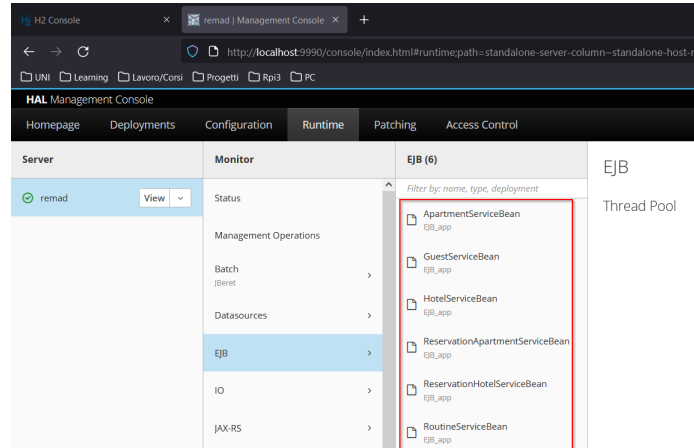 H2 Console
remad | Management Console
http://localhost:9990/console/index.html#runtime;path=standalone-server-column~standalone-host-r
UNI Learning Lavoro/Corsi Progetti Rpi3 PC
HAL Management Console
Homepage Deployments Configuration Runtime Patching Access Control
Server
remad
View
Monitor
Status
Management Operations
Batch
JBeret
Datasources
EJB
IO
JAX-RS
EJB (6)
Filter by: name, type, deployment
ApartmentServiceBean
EJB_app
GuestServiceBean
EJB_app
HotelServiceBean
EJB_app
ReservationApartmentServiceBean
EJB_app
ReservationHotelServiceBean
EJB_app
RoutineServiceBean
EJB_app
EJB
Thread Pool